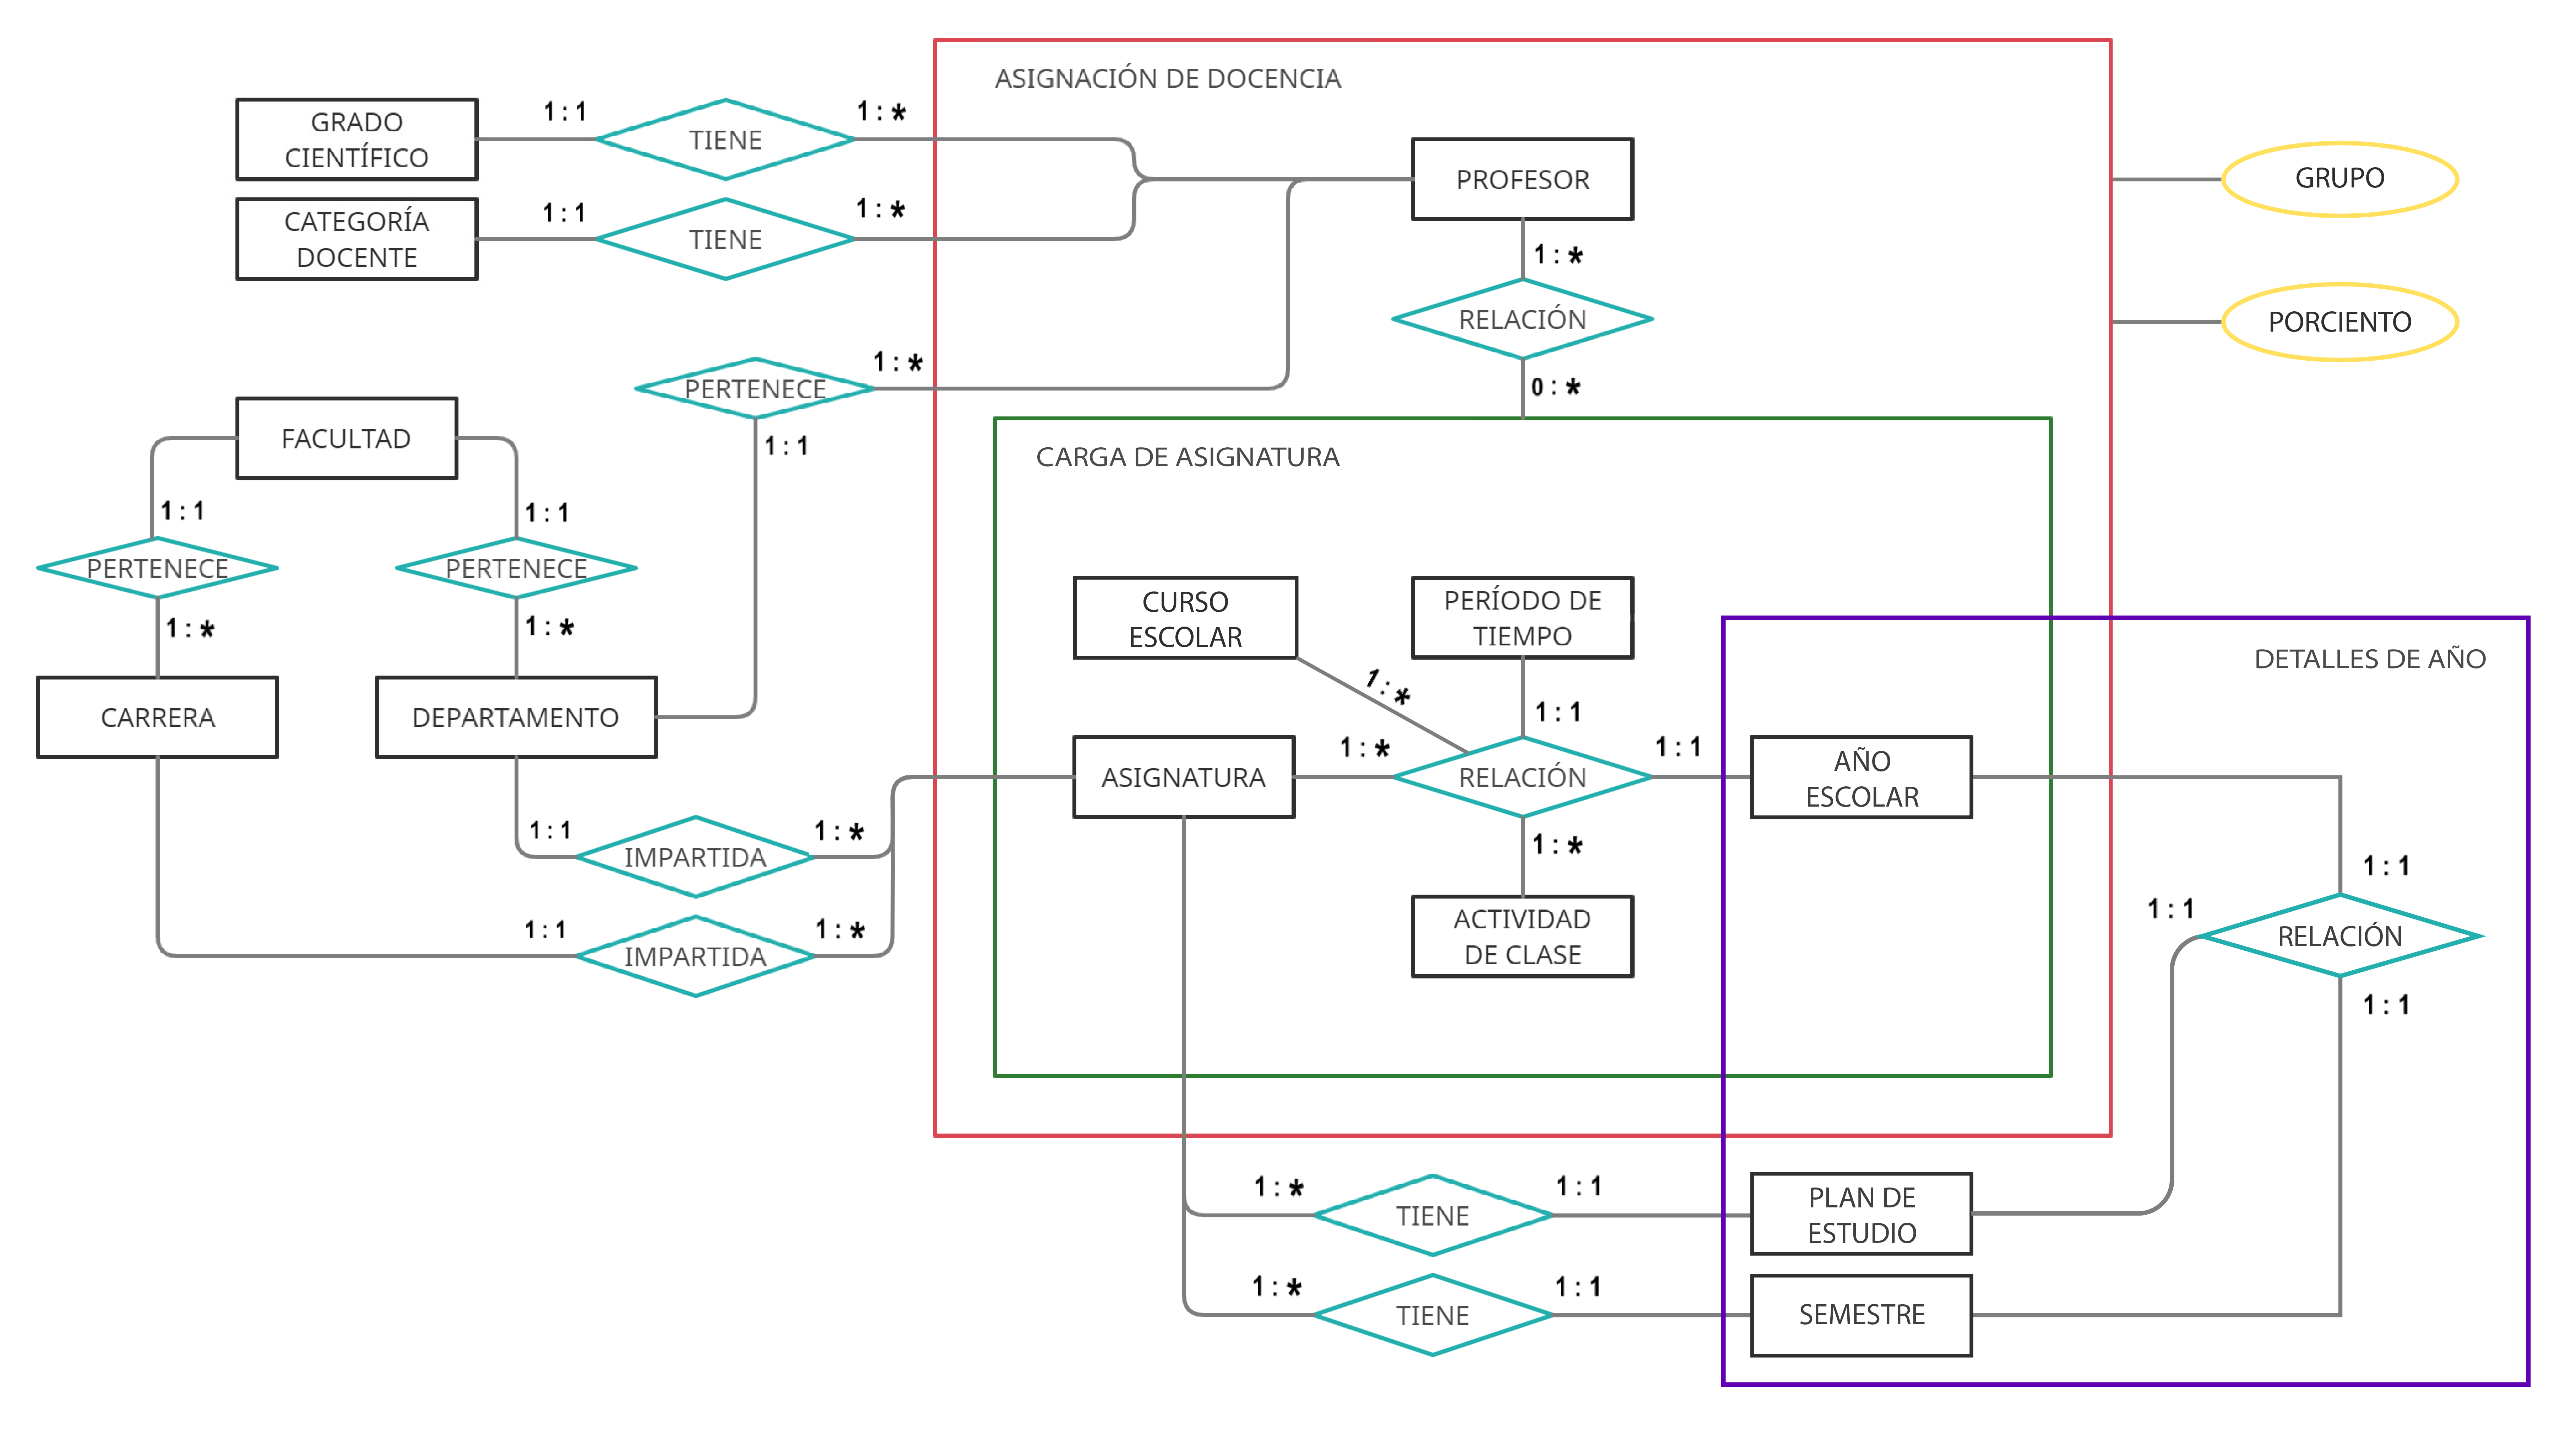 ASIGNACIÓN DE DOCENCIA
GRADO
CIENTÍFICO
1 : 1
TIENE
1 : *
PROFESOR
GRUPO
CATEGORÍA
DOCENTE
1 : 1
TIENE
1 : *
1 : *
RELACIÓN
0 : *
PORCIENTO
PERTENECE
1 : *
1 : 1
FACULTAD
CARGA DE ASIGNATURA
1 : 1
1 : 1
PERTENECE
PERTENECE
1 : *
1 : *
CURSO
ESCOLAR
PERÍODO DE
TIEMPO
DETALLES DE AÑO
CARRERA
DEPARTAMENTO
1 : *
1 : 1
ASIGNATURA
1 : *
RELACIÓN
1 : 1
AÑO
ESCOLAR
1 : 1
IMPARTIDA
1 : *
1 : *
1 : 1
ACTIVIDAD
DE CLASE
1 : 1
IMPARTIDA
1 : *
1 : 1
RELACIÓN
1 : 1
1 : *
TIENE
1 : 1
PLAN DE
ESTUDIO
1 : *
TIENE
1 : 1
SEMESTRE